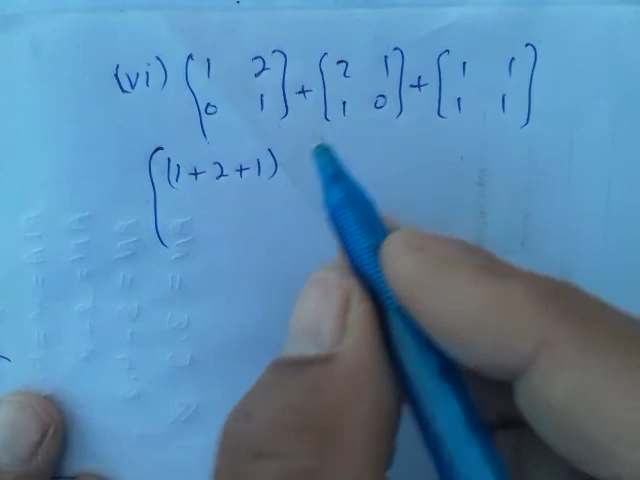 (vi) [1 2] + [2 1] + [1 1]
[0 1] [1 0] [1 1]
[(1+2+1)